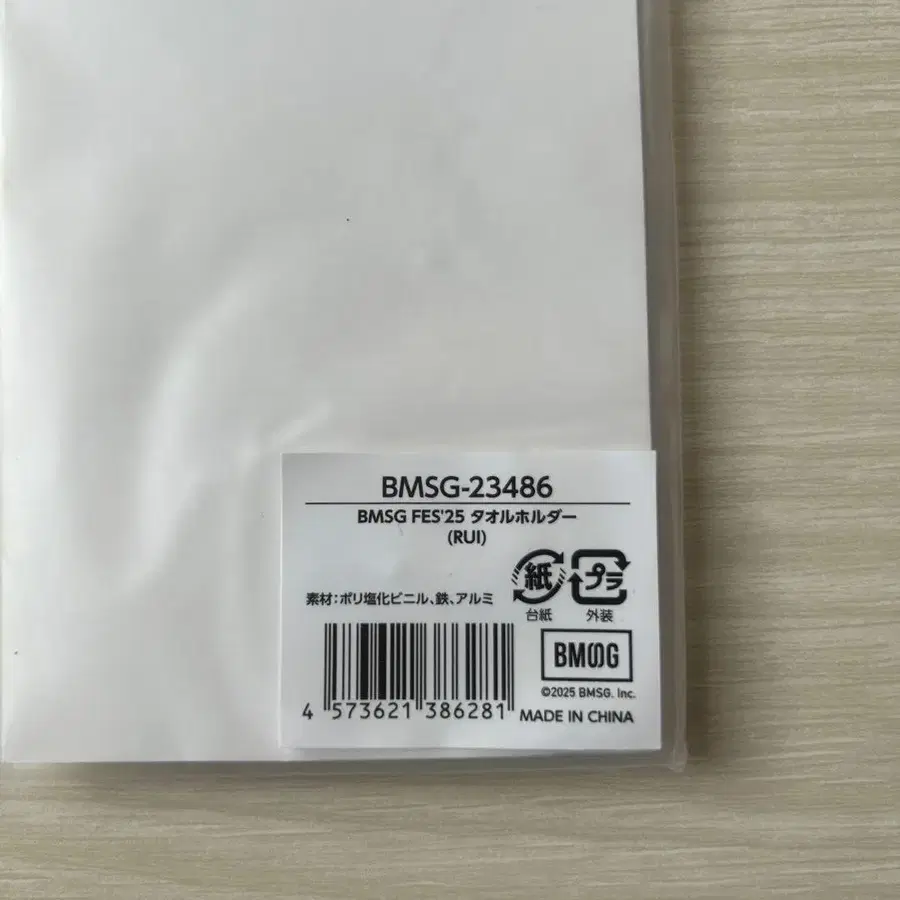 BMSG-23486
BMSG FES'25 タオルホルダー
(RUI)
素材：ポリ塩化ビニル、鉄、アルミ
紙
台紙
プラ
外装
BMSG
©2025 BMSG. Inc.
4 573621 386281
MADE IN CHINA